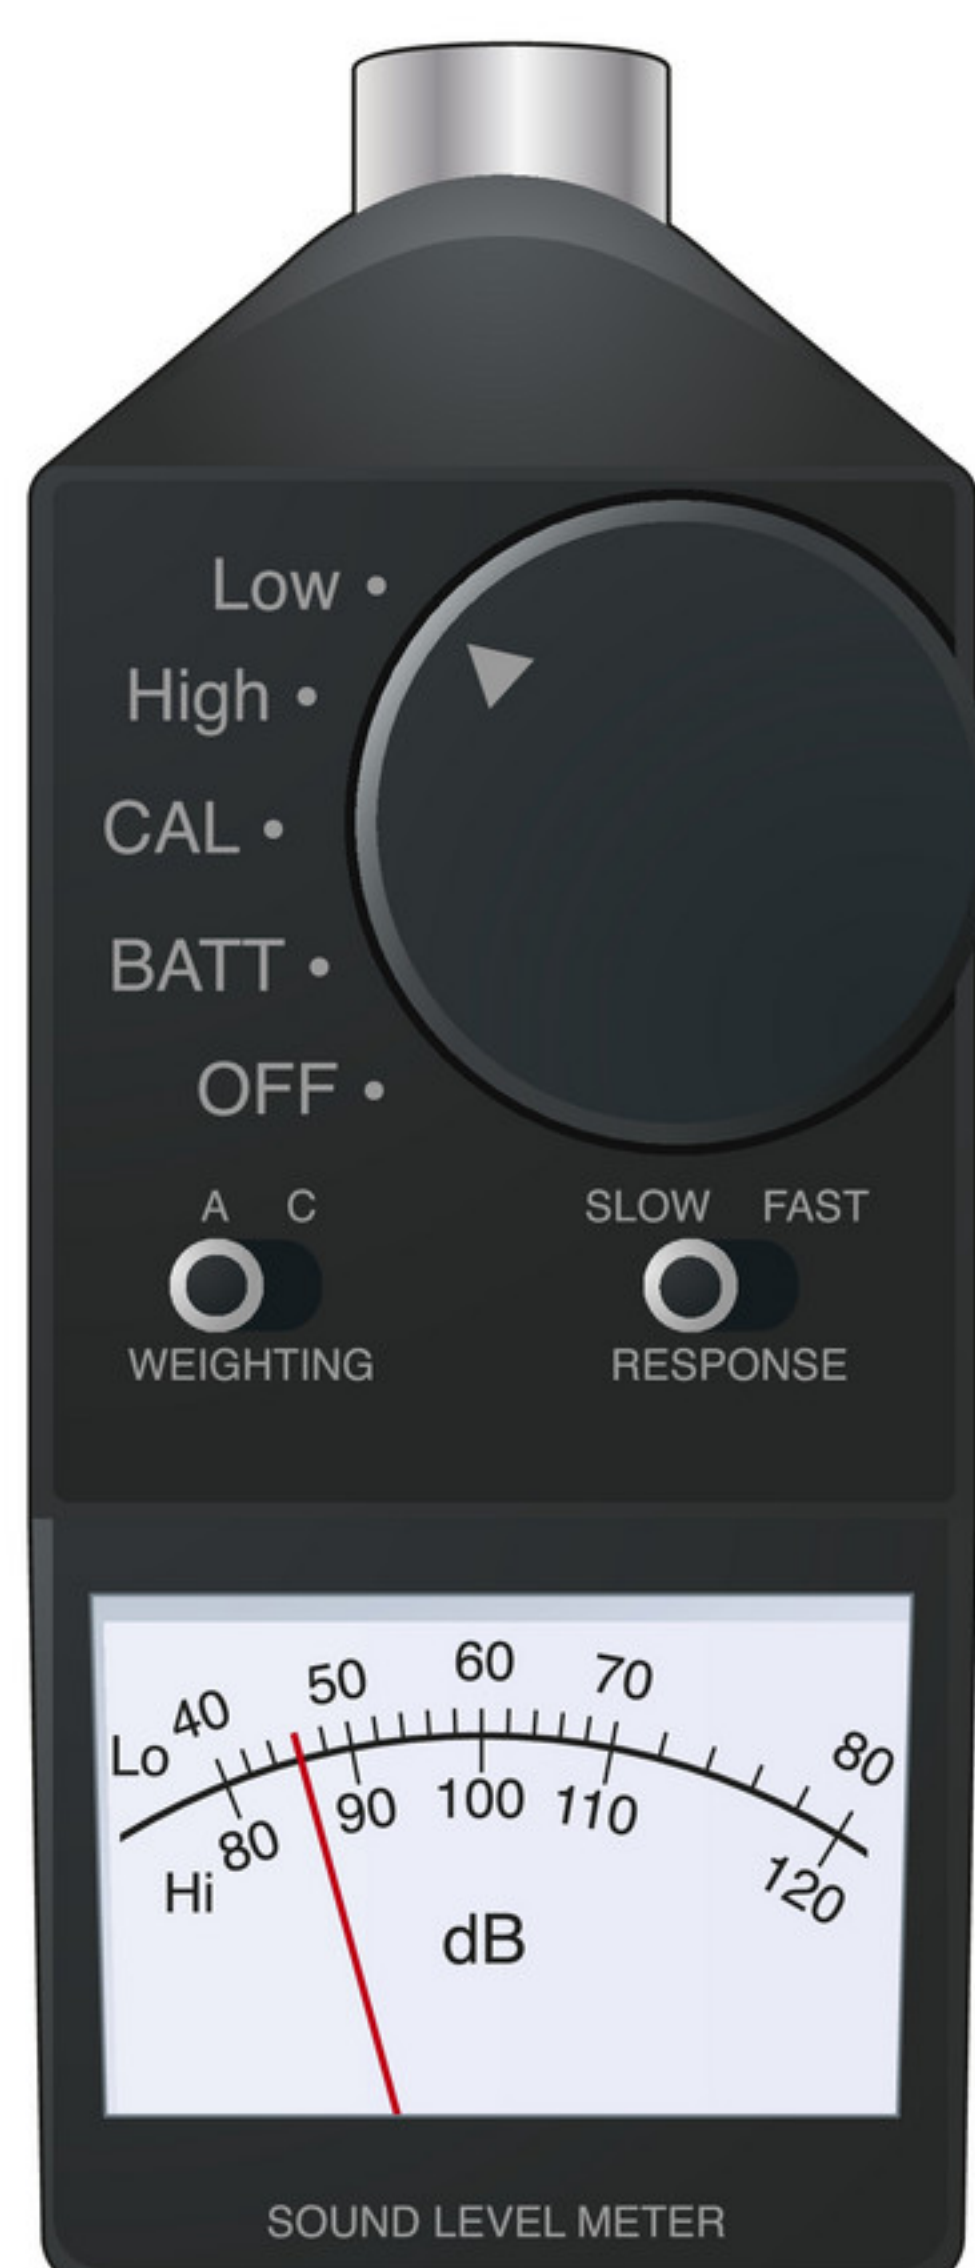 Low
High
CAL
BATT
OFF
A C
SLOW FAST
WEIGHTING
RESPONSE
Lo 40 50 60 70 80
Hi 80 90 100 110 120
dB
SOUND LEVEL METER